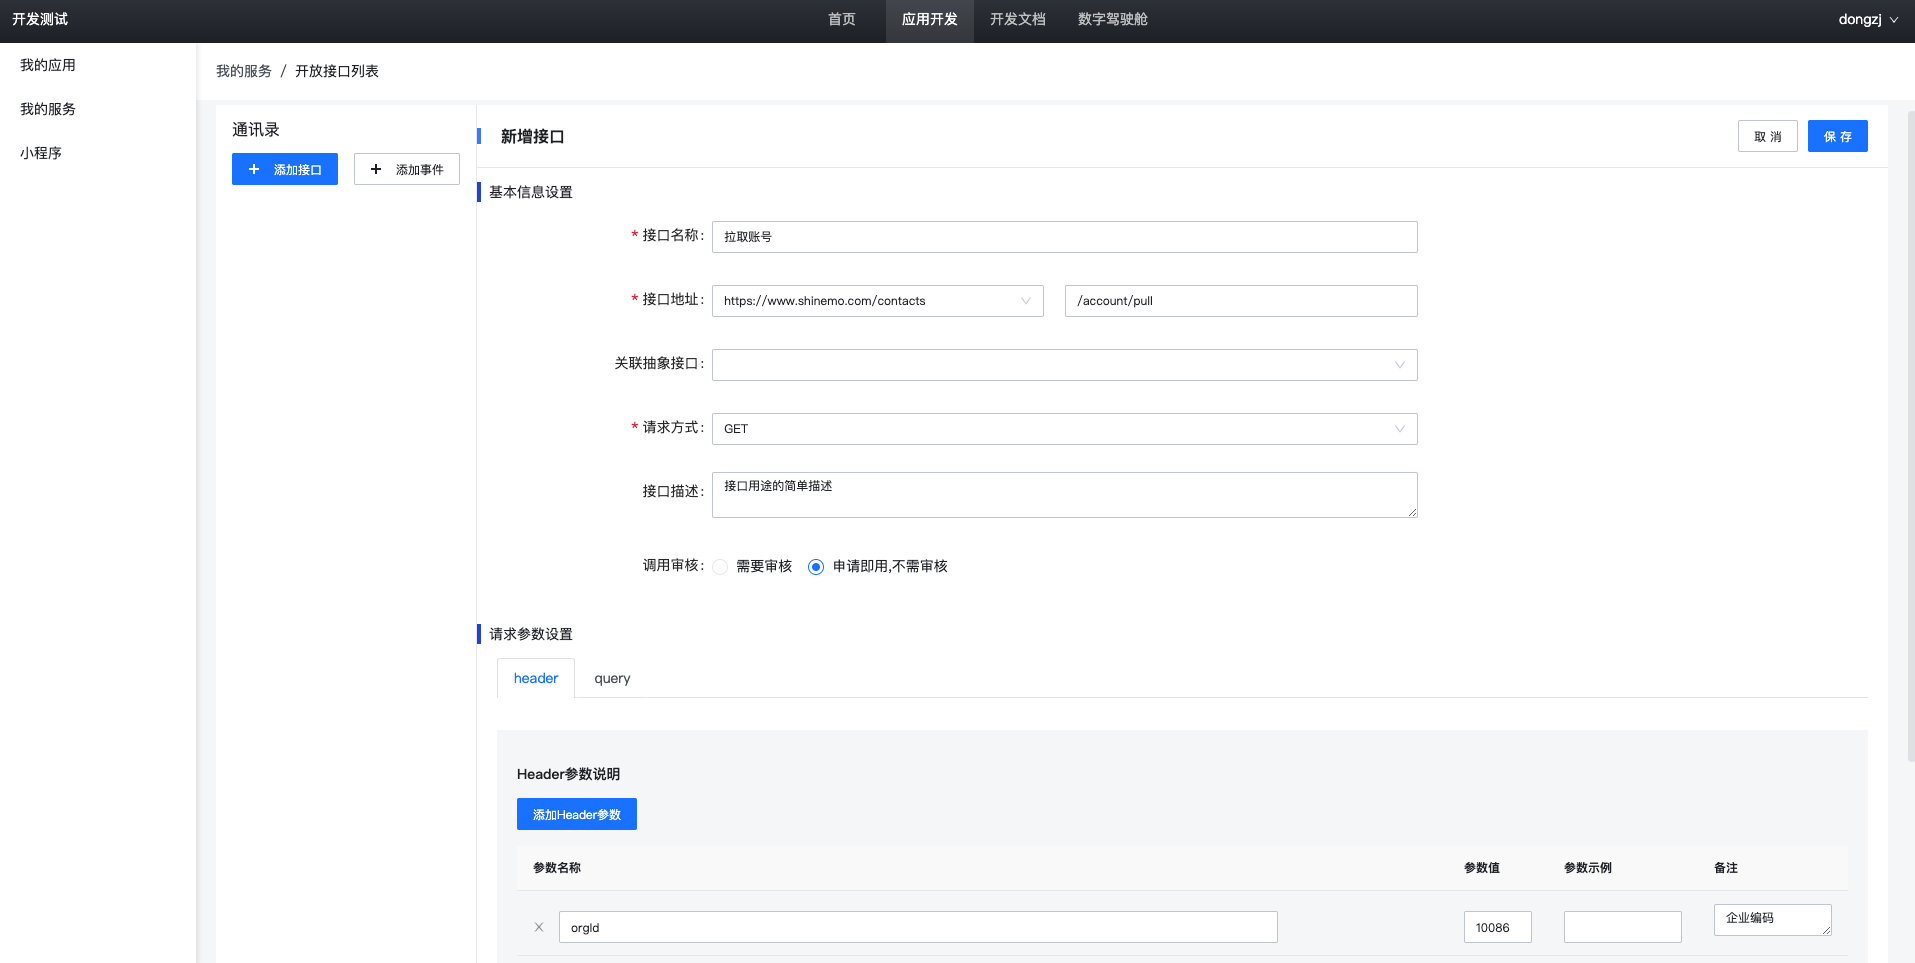 开发测试
首页 应用开发 开发文档 数字驾驶舱
dongzj
我的应用
我的服务
小程序
我的服务 / 开放接口列表
通讯录
+ 添加接口
+ 添加事件
新增接口
取 消
保 存
基本信息设置
* 接口名称: 拉取账号
* 接口地址: https://www.shinemo.com/contacts /account/pull
关联抽象接口:
* 请求方式: GET
接口描述: 接口用途的简单描述
调用审核: 需要审核 申请即用,不需审核
请求参数设置
header query
Header参数说明
添加Header参数
参数名称 参数值 参数示例 备注
orgId 10086 企业编码